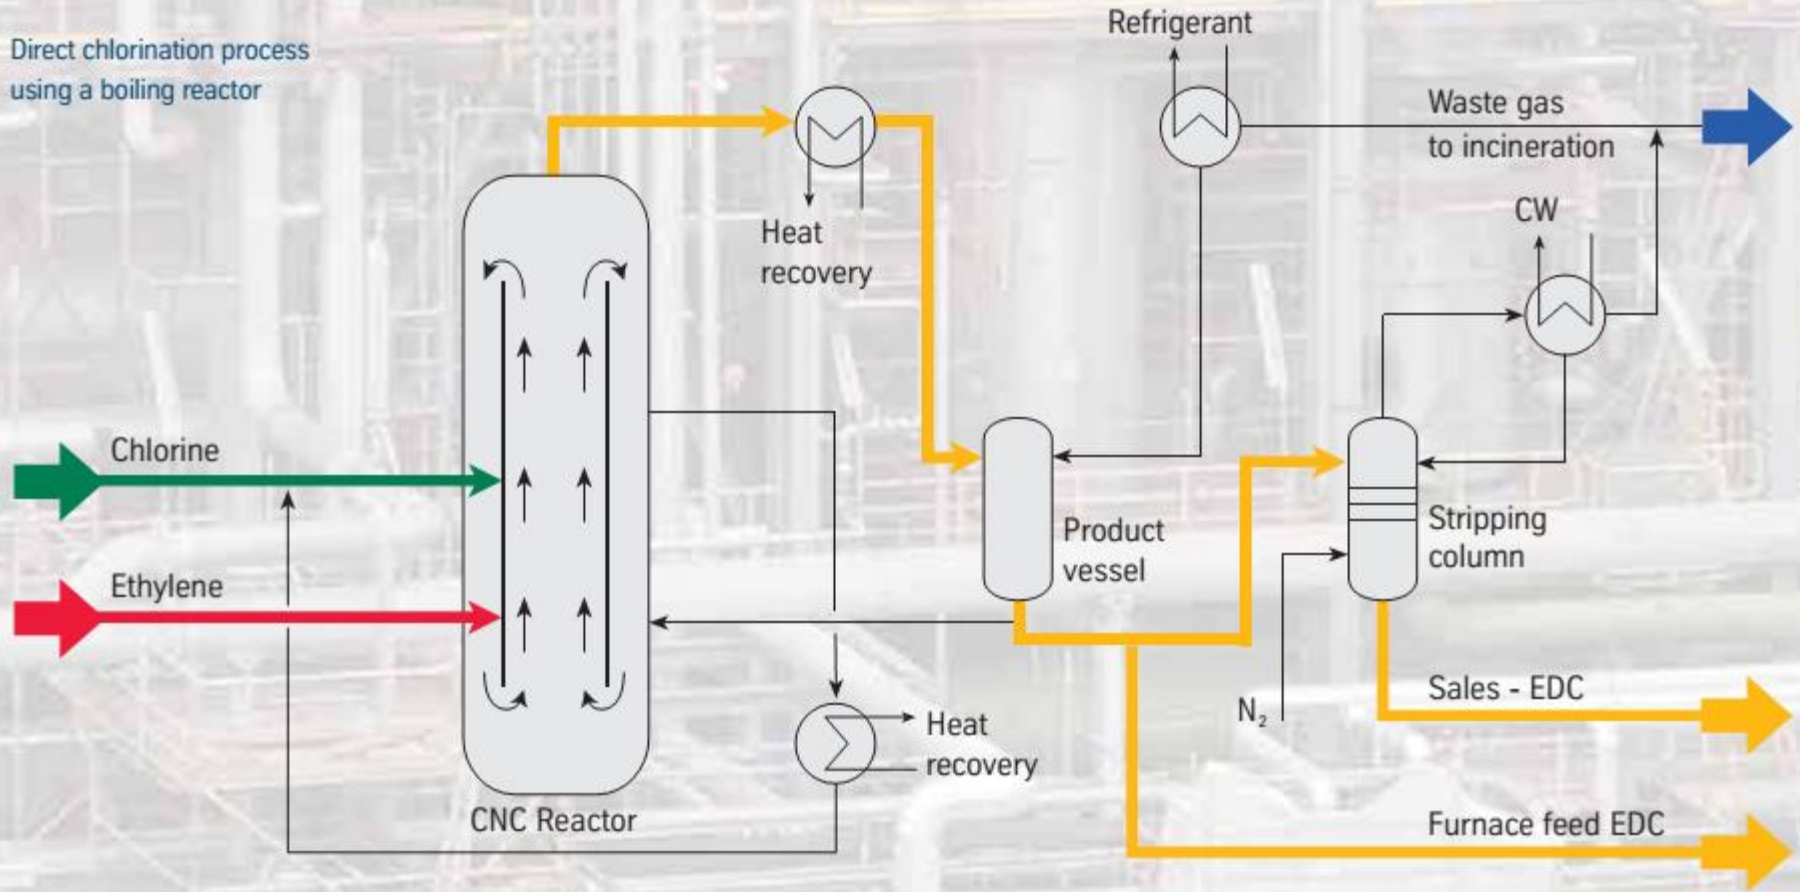 Direct chlorination process
using a boiling reactor
Refrigerant
Waste gas
to incineration
CW
Heat
recovery
Chlorine
Product
vessel
Stripping
column
Ethylene
Sales - EDC
N₂
Heat
recovery
CNC Reactor
Furnace feed EDC